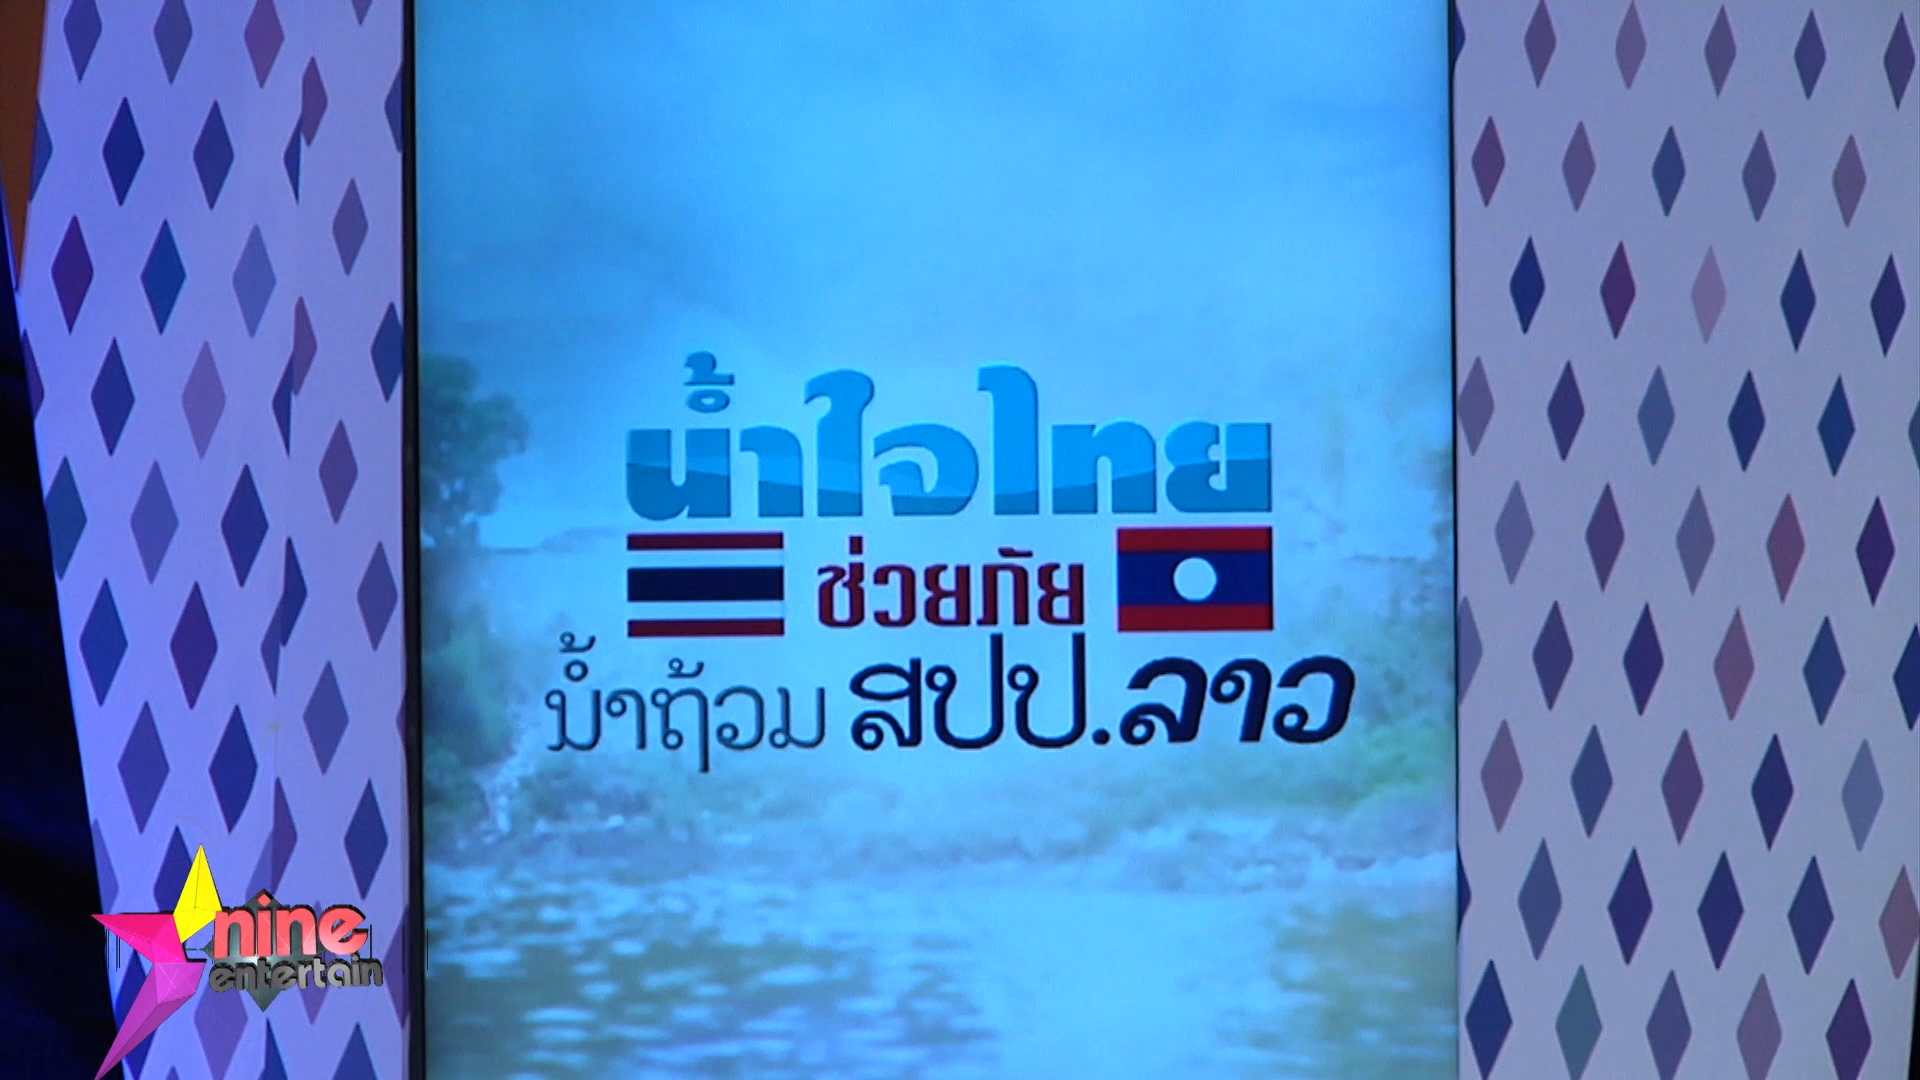 น้ำใจไทย
ช่วยภัย
น้ำถ้วม สปป.ลาว
nine
entertain